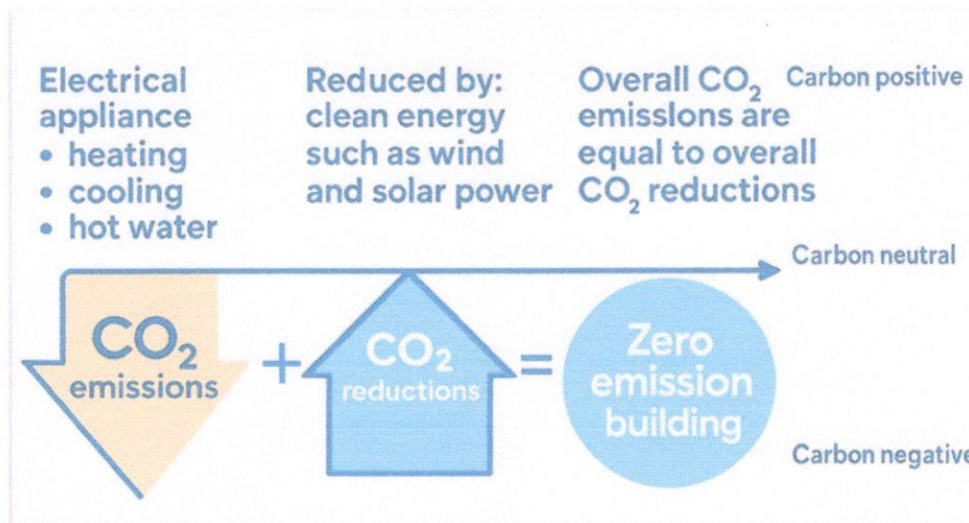 Electrical
appliance
• heating
• cooling
• hot water
Reduced by:
clean energy
such as wind
and solar power
Overall CO₂
emissions are
equal to overall
CO₂ reductions
Carbon positive
Carbon neutral
CO₂
emissions
+
CO₂
reductions
=
Zero
emission
building
Carbon negative